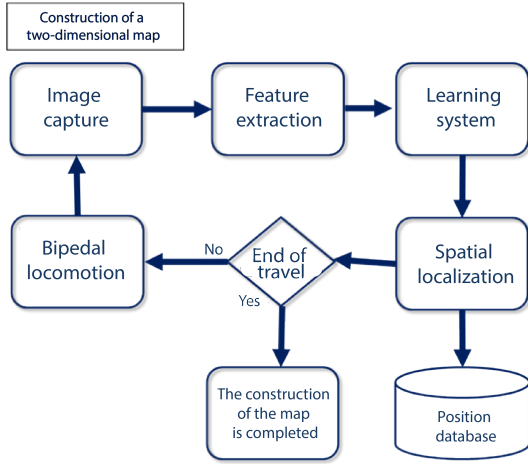 Construction of a
two-dimensional map
Image
capture
Feature
extraction
Learning
system
Bipedal
locomotion
No
End of
travel
Yes
Spatial
localization
The construction
of the map
is completed
Position
database